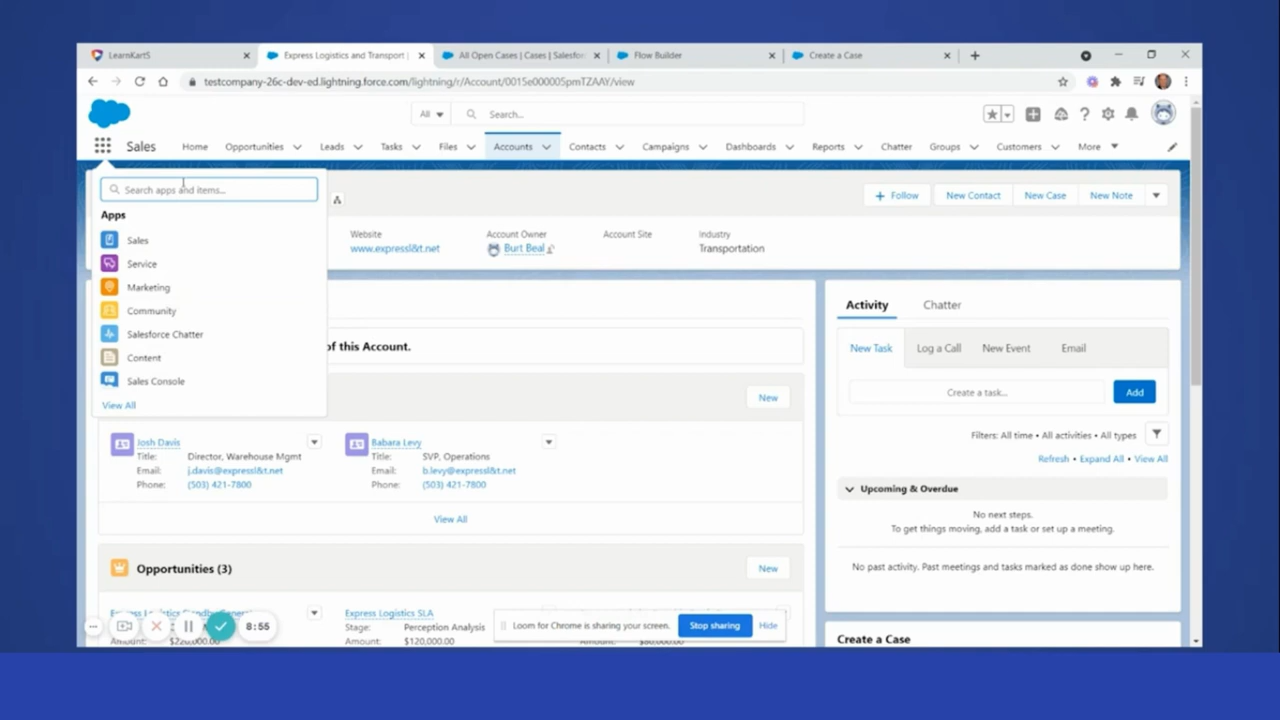 LearnKartS
Express Logistics and Transport |
All Open Cases | Cases | Salesfor
Flow Builder
Create a Case
testcompany-26c-dev-ed.lightning.force.com/lightning/r/Account/0015e000005pmTZAAY/view
All
Search...
Sales
Home
Opportunities
Leads
Tasks
Files
Accounts
Contacts
Campaigns
Dashboards
Reports
Chatter
Groups
Customers
More
Search apps and items...
Apps
Sales
Service
Marketing
Community
Salesforce Chatter
Content
Sales Console
View All
+ Follow
New Contact
New Case
New Note
Website
www.expressl&t.net
Account Owner
Burt Beal
Account Site
Industry
Transportation
of this Account.
New
Josh Davis
Title: Director, Warehouse Mgmt
Email: j.davis@expressl&t.net
Phone: (503) 421-7800
Babara Levy
Title: SVP, Operations
Email: b.levy@expressl&t.net
Phone: (503) 421-7800
View All
Opportunities (3)
New
Express Logistics SLA
Stage: Perception Analysis
Amount: $120,000.00
Amount: $220,000.00
8:55
Loom for Chrome is sharing your screen.
Stop sharing
Hide
Activity
Chatter
New Task
Log a Call
New Event
Email
Create a task...
Add
Filters: All time • All activities • All types
Refresh • Expand All • View All
Upcoming & Overdue
No next steps.
To get things moving, add a task or set up a meeting.
No past activity. Past meetings and tasks marked as done show up here.
Create a Case